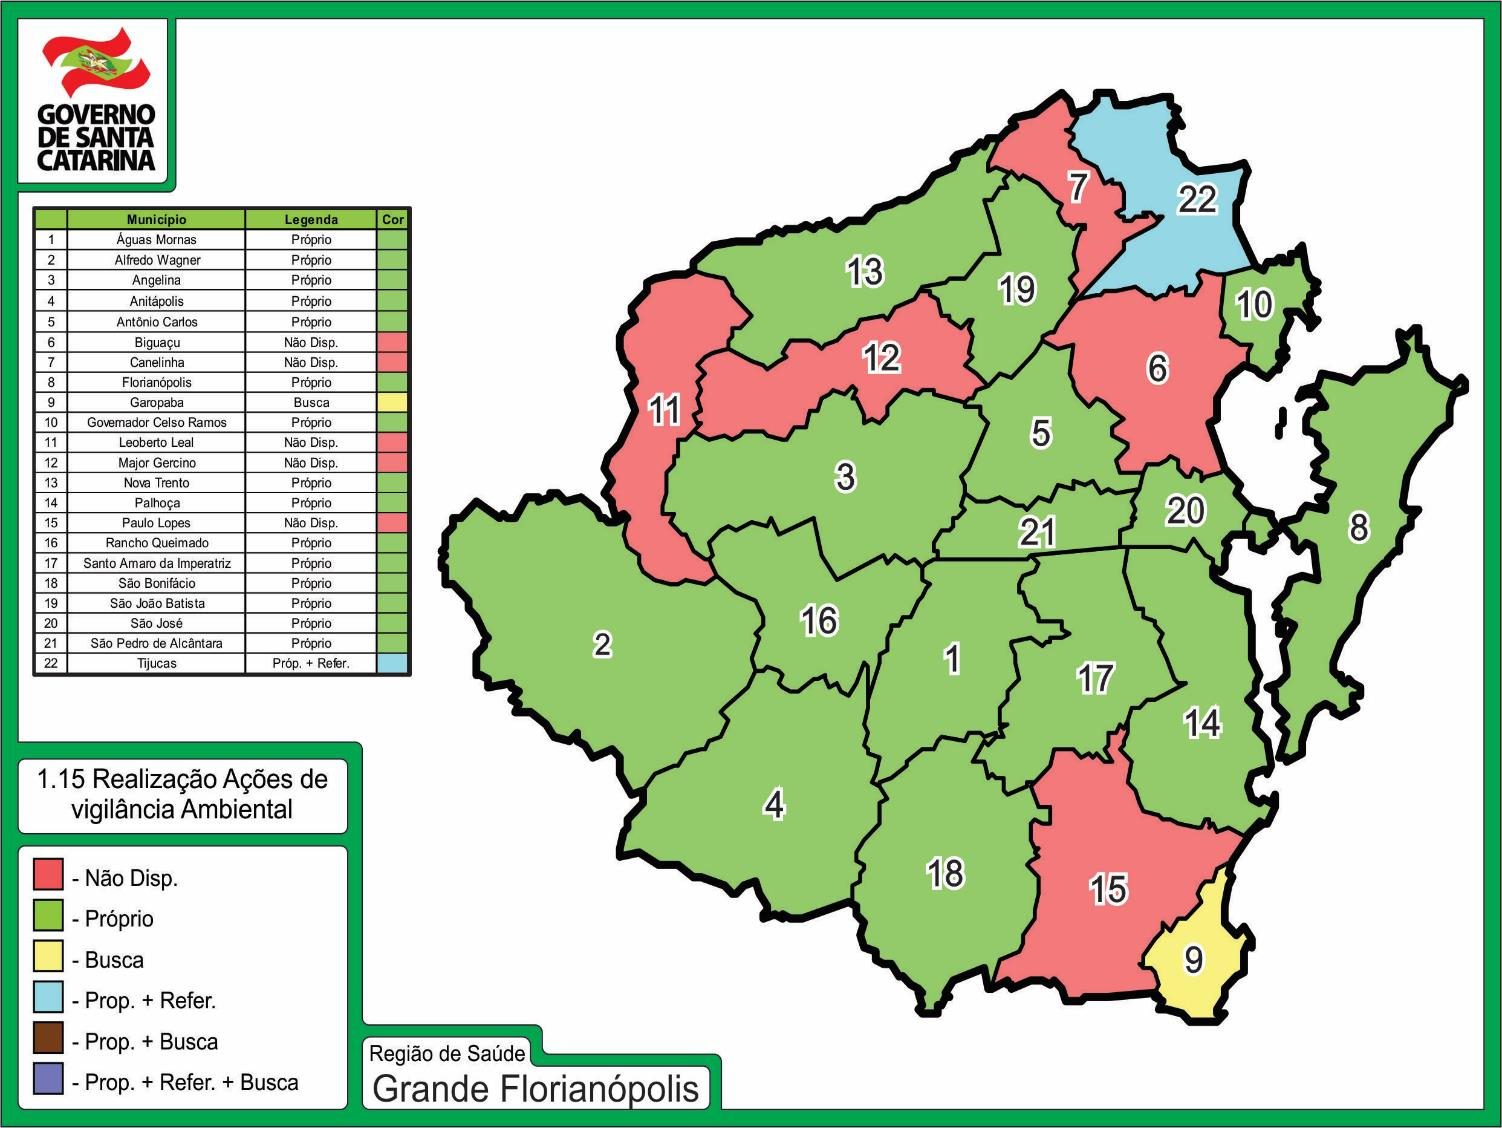 GOVERNO
DE SANTA
CATARINA
Município Legenda Cor
1 Águas Mornas Próprio
2 Alfredo Wagner Próprio
3 Angelina Próprio
4 Anitápolis Próprio
5 Antônio Carlos Próprio
6 Biguaçu Não Disp.
7 Canelinha Não Disp.
8 Florianópolis Próprio
9 Garopaba Busca
10 Governador Celso Ramos Próprio
11 Leoberto Leal Não Disp.
12 Major Gercino Não Disp.
13 Nova Trento Próprio
14 Palhoça Próprio
15 Paulo Lopes Não Disp.
16 Rancho Queimado Próprio
17 Santo Amaro da Imperatriz Próprio
18 São Bonifácio Próprio
19 São João Batista Próprio
20 São José Próprio
21 São Pedro de Alcântara Próprio
22 Tijucas Próp. + Refer.
1.15 Realização Ações de
vigilância Ambiental
- Não Disp.
- Próprio
- Busca
- Prop. + Refer.
- Prop. + Busca
- Prop. + Refer. + Busca
Região de Saúde
Grande Florianópolis
7
22
13
19
10
12
6
11
5
3
20
21
8
16
2
1
17
14
4
18
15
9